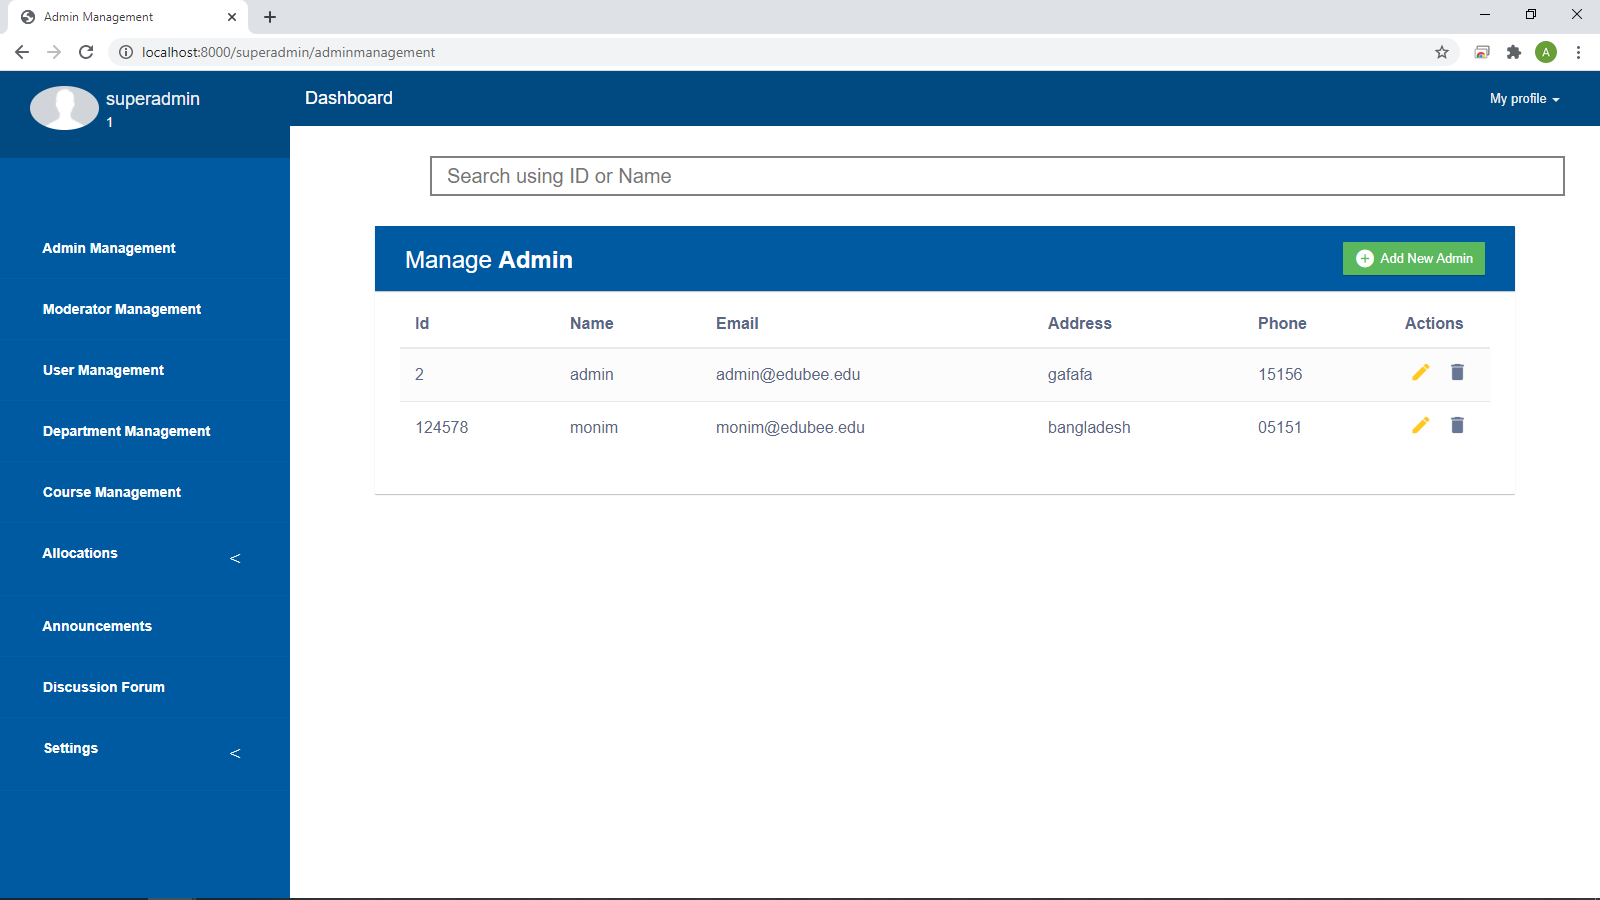 Admin Management
localhost:8000/superadmin/adminmanagement
A
superadmin
1
Dashboard
My profile
Search using ID or Name
Admin Management
Moderator Management
User Management
Department Management
Course Management
Allocations <
Announcements
Discussion Forum
Settings <
Manage Admin
Add New Admin
Id Name Email Address Phone Actions
2 admin admin@edubee.edu gafafa 15156
124578 monim monim@edubee.edu bangladesh 05151